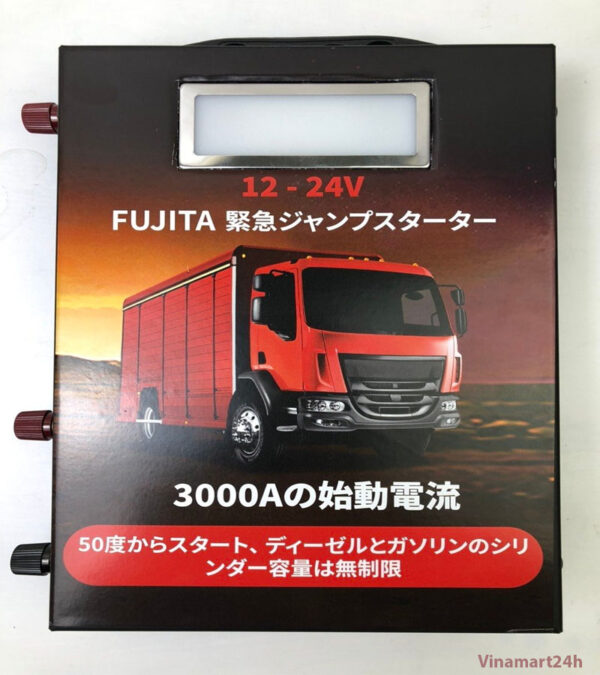 12 - 24V
FUJITA 緊急ジャンプスターター
3000Aの始動電流
50度からスタート、ディーゼルとガソリンのシリ
ンダー容量は無制限
Vinamart24h